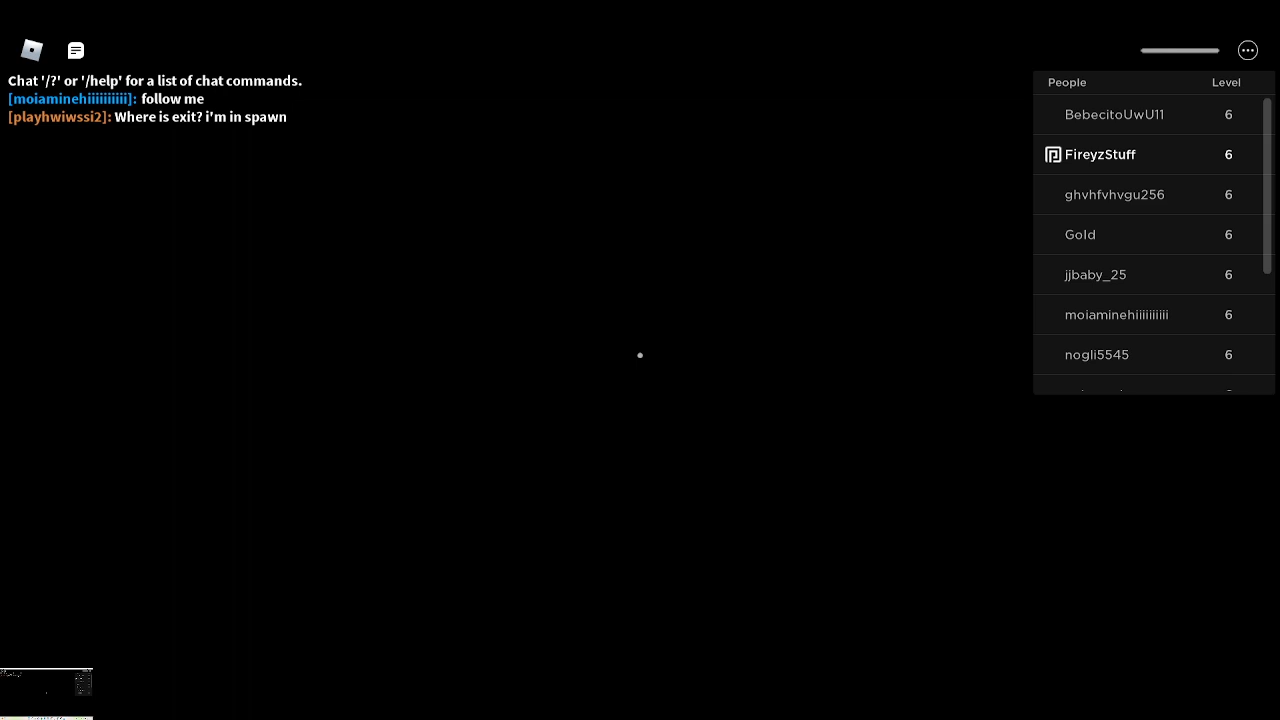 Chat '/?' or '/help' for a list of chat commands.
[moiaminehiiiiiiiiii]: follow me
[playhwiwssi2]: Where is exit? i'm in spawn
People Level
BebecitoUwU11 6
FireyzStuff 6
ghvhfvhvgu256 6
Gold 6
jjbaby_25 6
moiaminehiiiiiiiiii 6
nogli5545 6